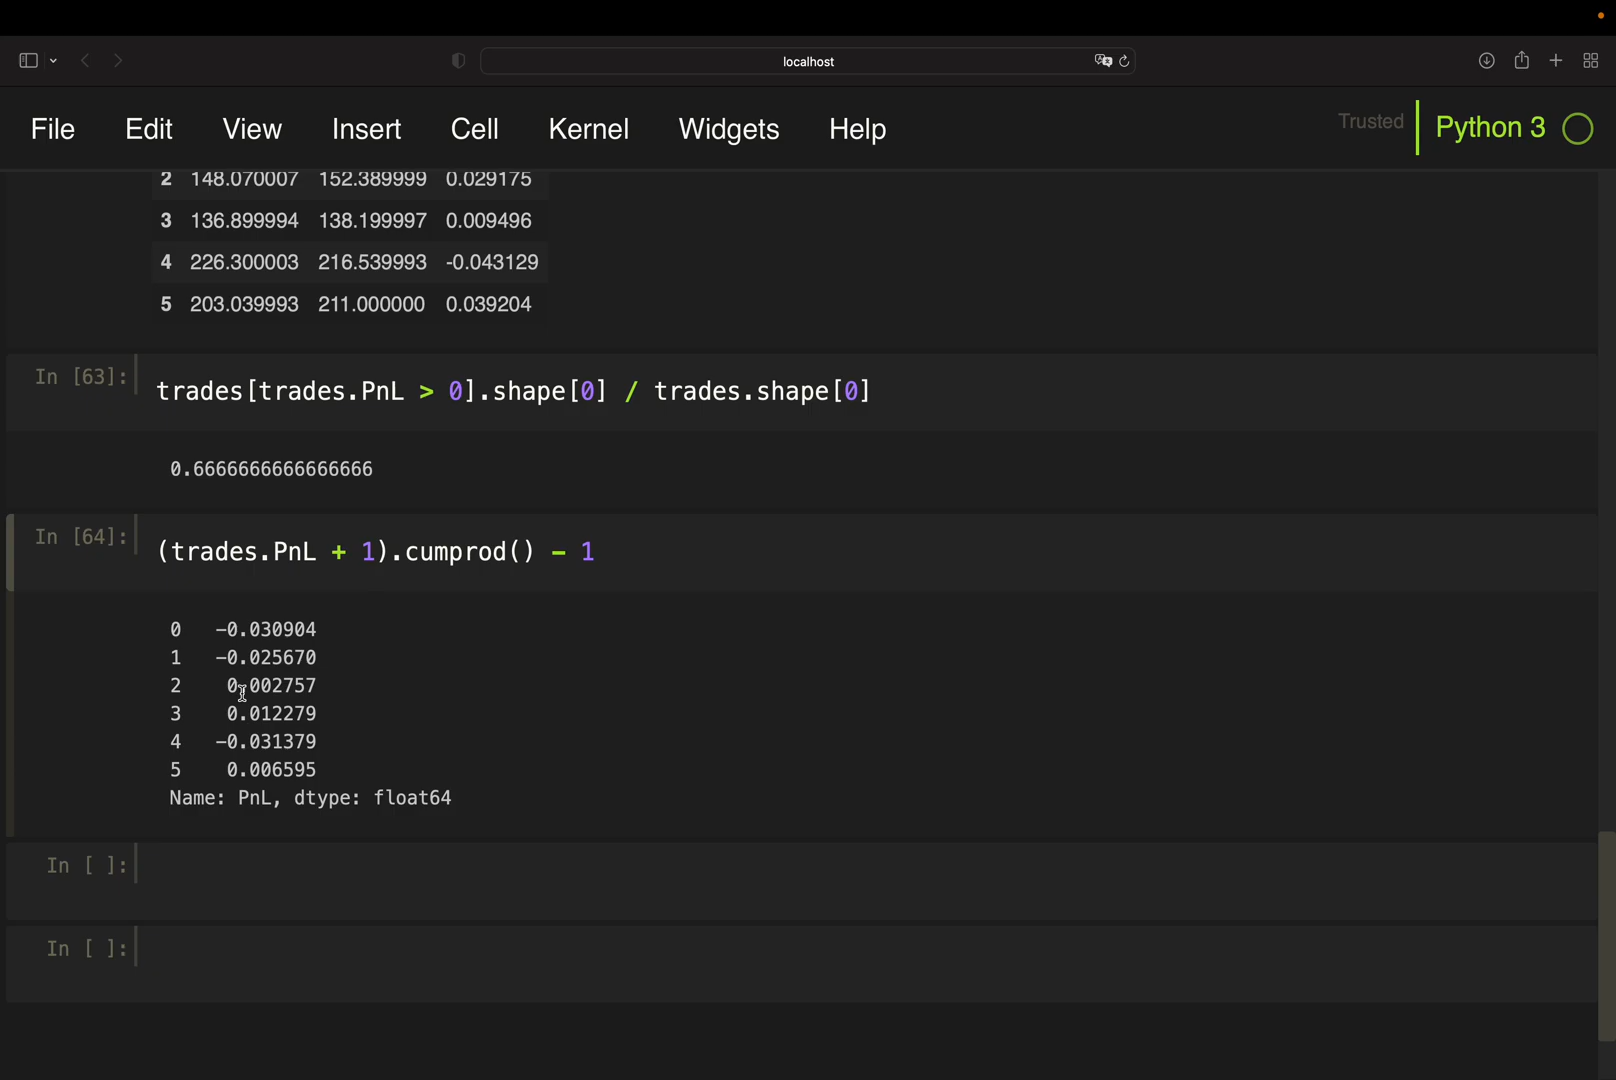 localhost
File Edit View Insert Cell Kernel Widgets Help Trusted Python 3
2 148.070007 152.389999 0.029175
3 136.899994 138.199997 0.009496
4 226.300003 216.539993 -0.043129
5 203.039993 211.000000 0.039204
In [63]: trades[trades.PnL > 0].shape[0] / trades.shape[0]
0.6666666666666666
In [64]: (trades.PnL + 1).cumprod() - 1
0 -0.030904
1 -0.025670
2 0.002757
3 0.012279
4 -0.031379
5 0.006595
Name: PnL, dtype: float64
In [ ]:
In [ ]: